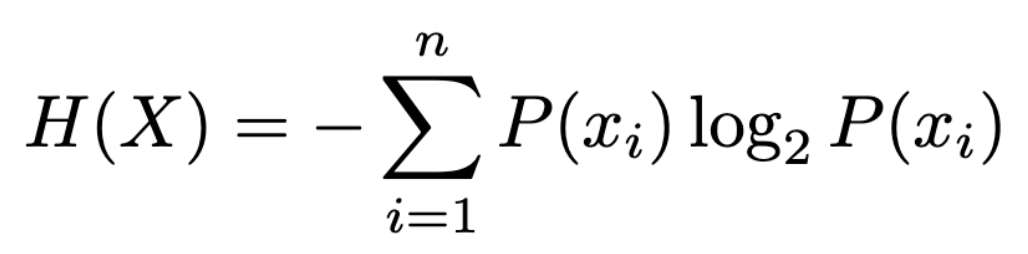 H(X) = − ∑_{i=1}^{n} P(x_i) log_2 P(x_i)